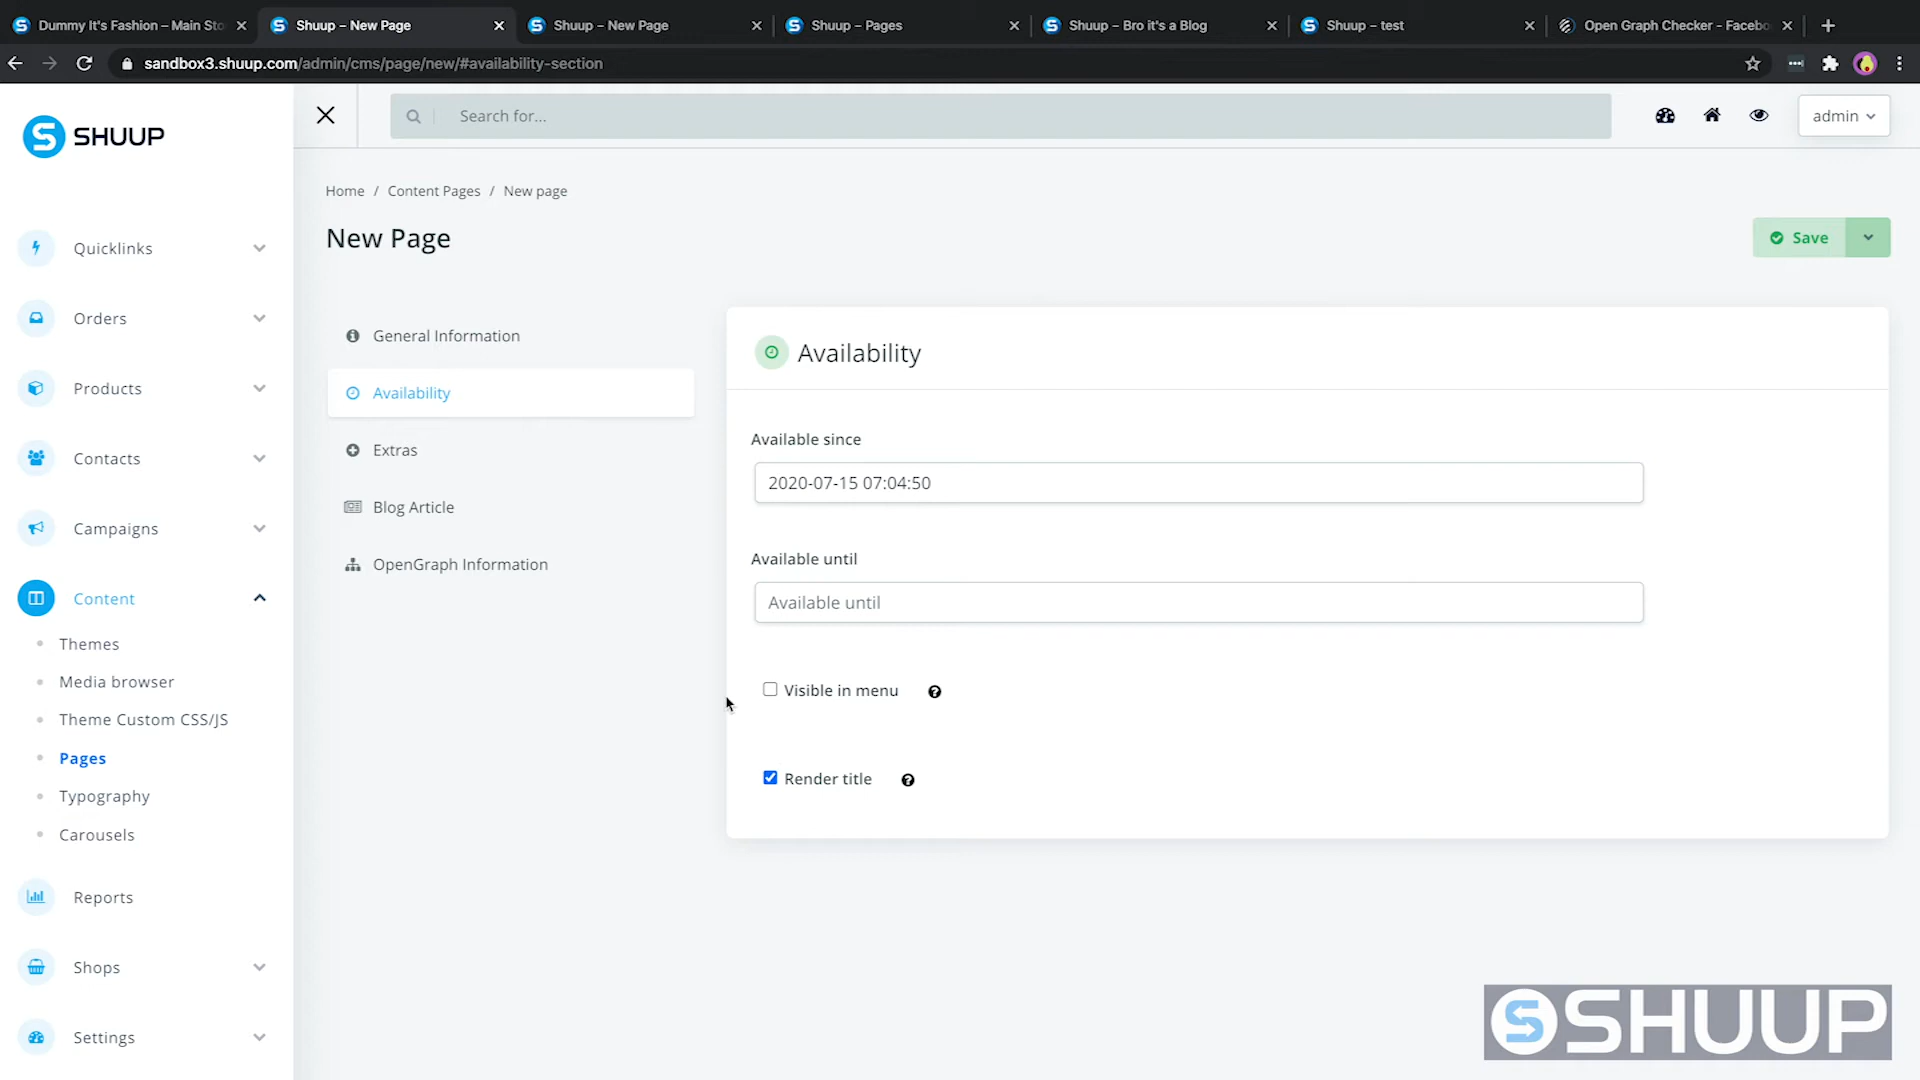 Dummy It's Fashion – Main Sto
Shuup – New Page
Shuup – New Page
Shuup – Pages
Shuup – Bro it's a Blog
Shuup – test
Open Graph Checker - Facebo
sandbox3.shuup.com/admin/cms/page/new/#availability-section
SHUUP
Search for...
admin
Home / Content Pages / New page
New Page
Save
Quicklinks
Orders
Products
Contacts
Campaigns
Content
Themes
Media browser
Theme Custom CSS/JS
Pages
Typography
Carousels
Reports
Shops
Settings
General Information
Availability
Extras
Blog Article
OpenGraph Information
Availability
Available since
2020-07-15 07:04:50
Available until
Available until
Visible in menu
Render title
SHUUP